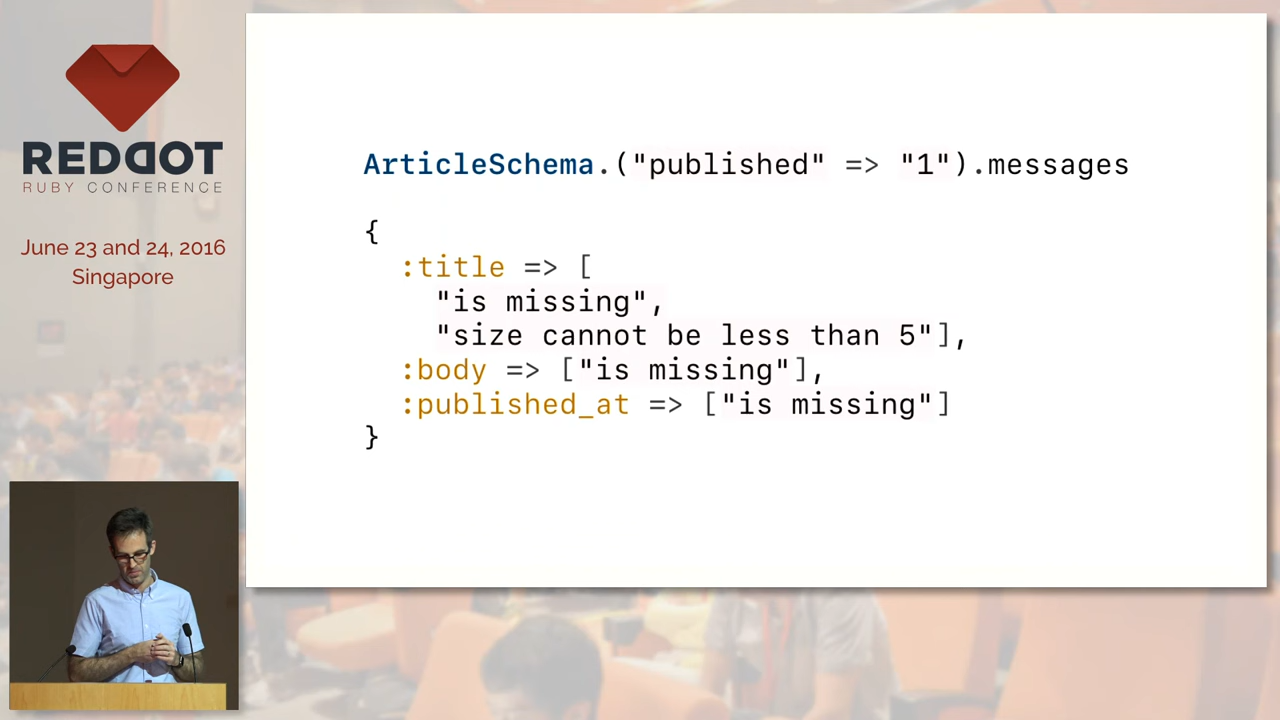 REDDOT
RUBY CONFERENCE
June 23 and 24, 2016
Singapore
ArticleSchema.("published" => "1").messages
{
  :title => [
    "is missing",
    "size cannot be less than 5"],
  :body => ["is missing"],
  :published_at => ["is missing"]
}